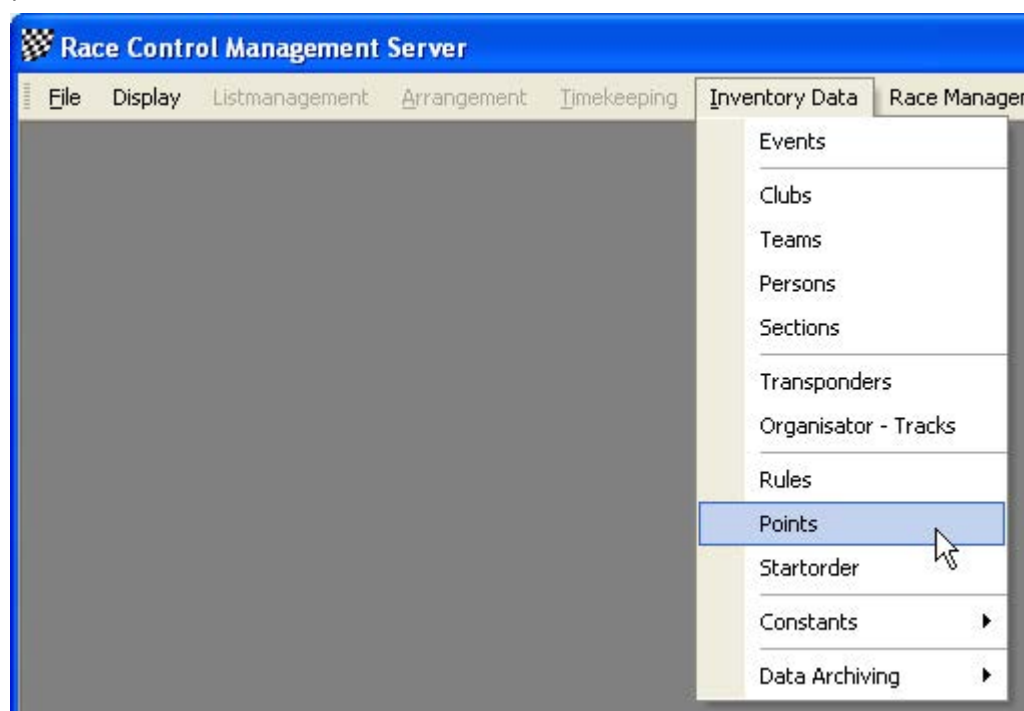 Race Control Management Server
File Display Listmanagement Arrangement Timekeeping Inventory Data Race Manager
Events
Clubs
Teams
Persons
Sections
Transponders
Organisator - Tracks
Rules
Points
Startorder
Constants
Data Archiving